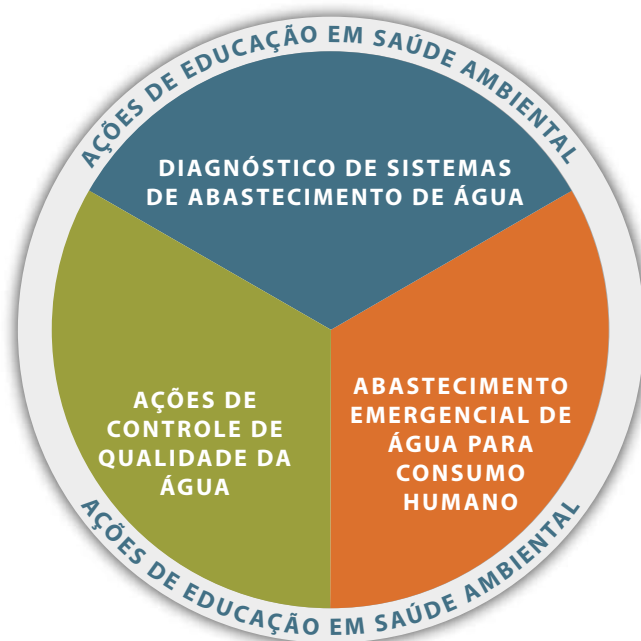 AÇÕES DE EDUCAÇÃO EM SAÚDE AMBIENTAL
DIAGNÓSTICO DE SISTEMAS
DE ABASTECIMENTO DE ÁGUA
AÇÕES DE
CONTROLE DE
QUALIDADE DA
ÁGUA
ABASTECIMENTO
EMERGENCIAL DE
ÁGUA PARA
CONSUMO
HUMANO
AÇÕES DE EDUCAÇÃO EM SAÚDE AMBIENTAL